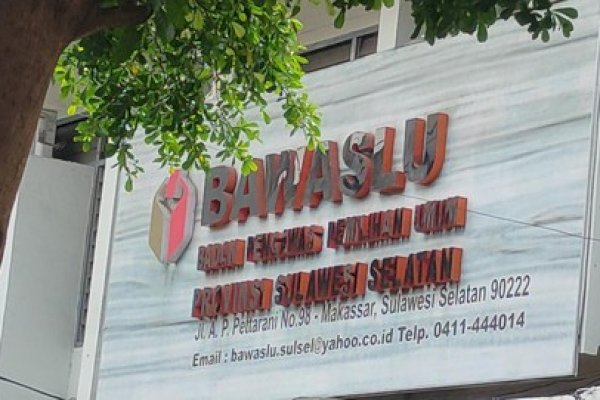 BAWASLU
BADAN PENGAWAS PEMILIHAN UMUM
PROVINSI SULAWESI SELATAN
Jl. A. P. Pettarani No.98 - Makassar, Sulawesi Selatan 90222
Email : bawaslu.sulsel@yahoo.co.id Telp. 0411-444014